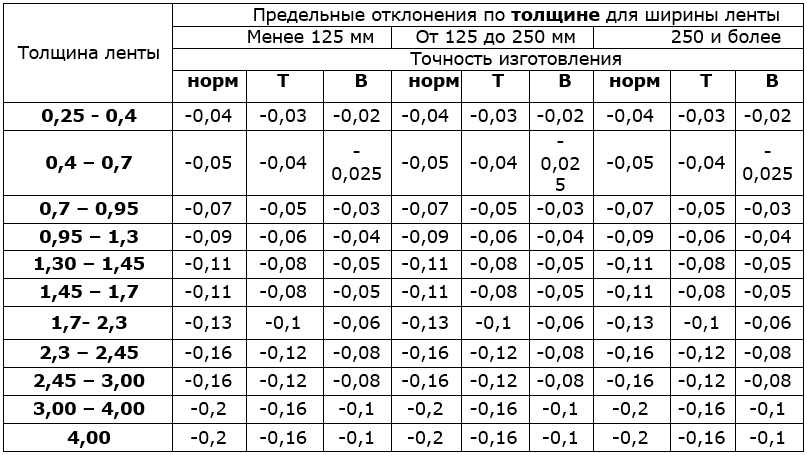 Толщина ленты
Предельные отклонения по толщине для ширины ленты
Менее 125 мм От 125 до 250 мм 250 и более
Точность изготовления
норм Т В норм Т В норм Т В
0,25 - 0,4 -0,04 -0,03 -0,02 -0,04 -0,03 -0,02 -0,04 -0,03 -0,02
0,4 – 0,7 -0,05 -0,04 -0,025 -0,05 -0,04 -0,025 -0,05 -0,04 -0,025
0,7 – 0,95 -0,07 -0,05 -0,03 -0,07 -0,05 -0,03 -0,07 -0,05 -0,03
0,95 – 1,3 -0,09 -0,06 -0,04 -0,09 -0,06 -0,04 -0,09 -0,06 -0,04
1,30 – 1,45 -0,11 -0,08 -0,05 -0,11 -0,08 -0,05 -0,11 -0,08 -0,05
1,45 – 1,7 -0,11 -0,08 -0,05 -0,11 -0,08 -0,05 -0,11 -0,08 -0,05
1,7- 2,3 -0,13 -0,1 -0,06 -0,13 -0,1 -0,06 -0,13 -0,1 -0,06
2,3 – 2,45 -0,16 -0,12 -0,08 -0,16 -0,12 -0,08 -0,16 -0,12 -0,08
2,45 – 3,00 -0,16 -0,12 -0,08 -0,16 -0,12 -0,08 -0,16 -0,12 -0,08
3,00 – 4,00 -0,2 -0,16 -0,1 -0,2 -0,16 -0,1 -0,2 -0,16 -0,1
4,00 -0,2 -0,16 -0,1 -0,2 -0,16 -0,1 -0,2 -0,16 -0,1